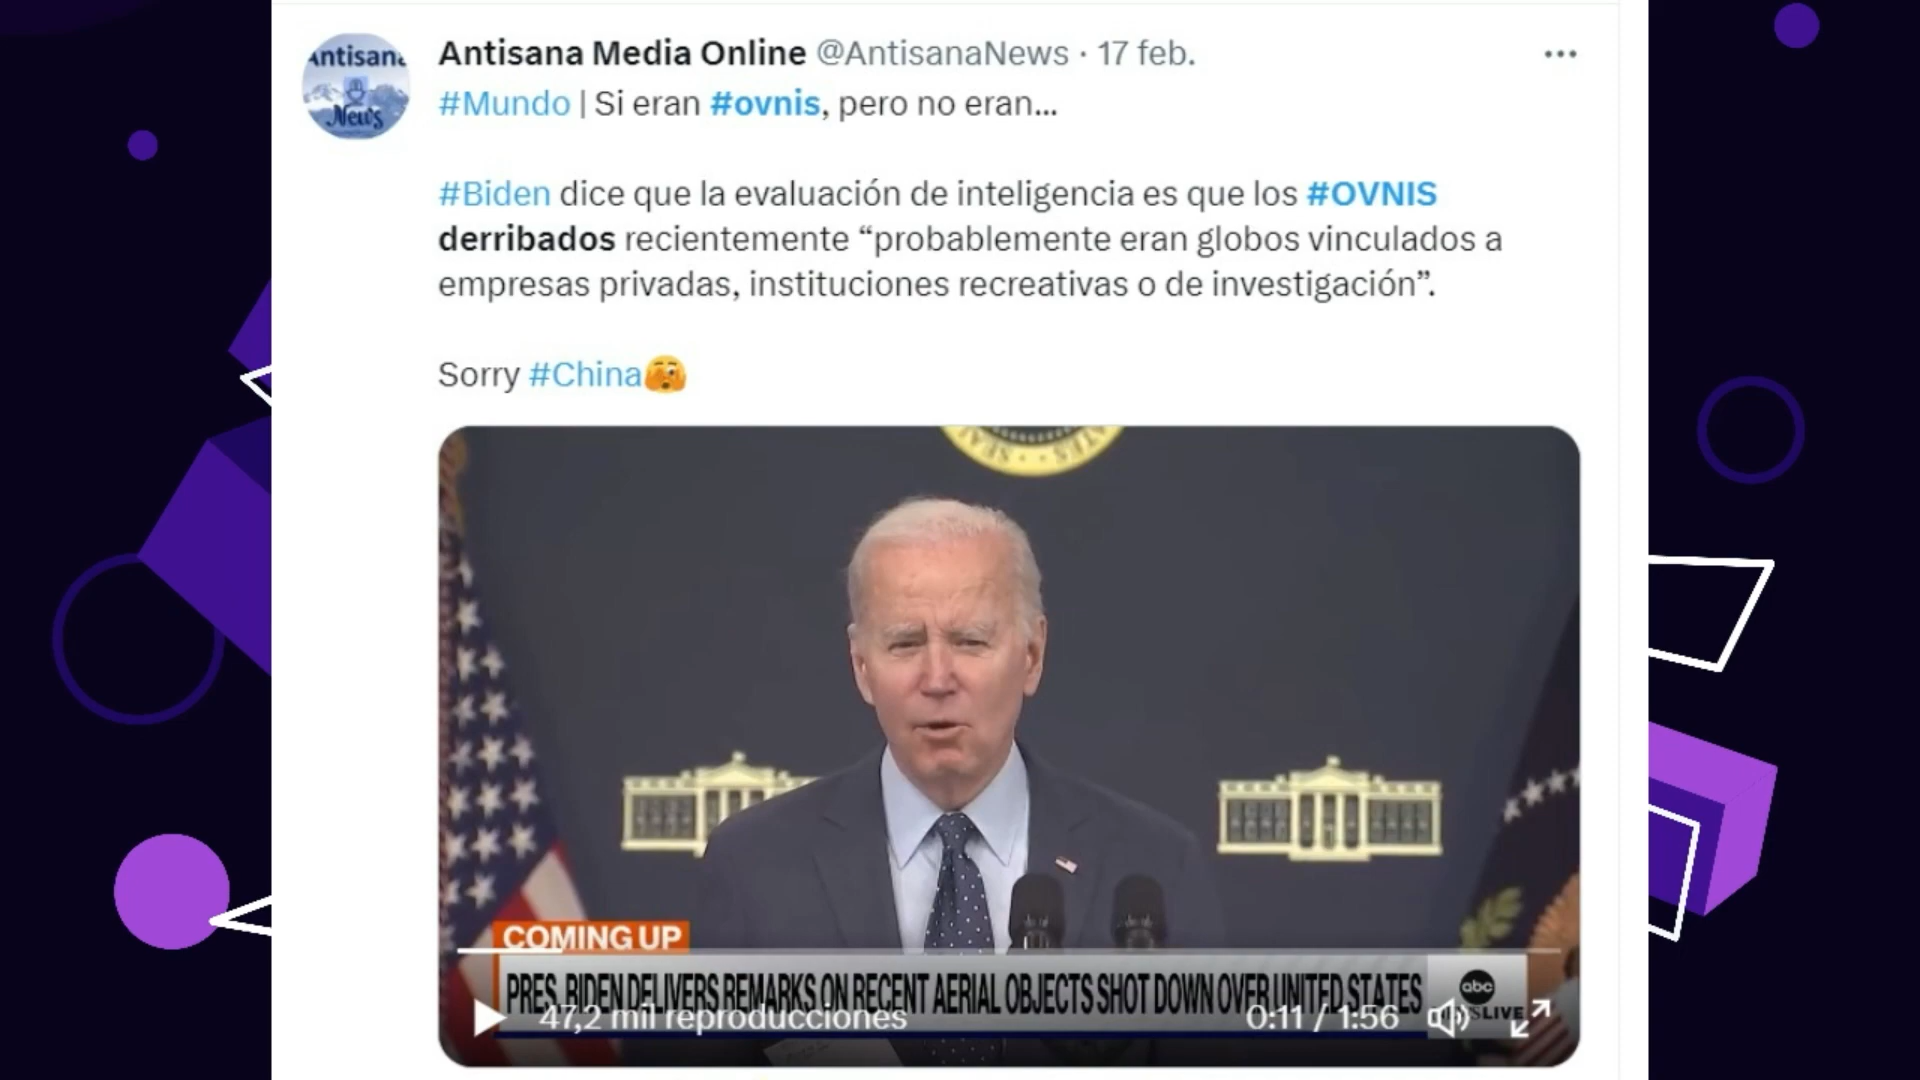 Antisana Media Online @AntisanaNews · 17 feb.
#Mundo | Si eran #ovnis, pero no eran...
#Biden dice que la evaluación de inteligencia es que los #OVNIS
derribados recientemente “probablemente eran globos vinculados a
empresas privadas, instituciones recreativas o de investigación”.
Sorry #China🫣
COMING UP
PRES. BIDEN DELIVERS REMARKS ON RECENT AERIAL OBJECTS SHOT DOWN OVER UNITED STATES
abc
LIVE
47,2 mil reproducciones
0:11 / 1:56
News